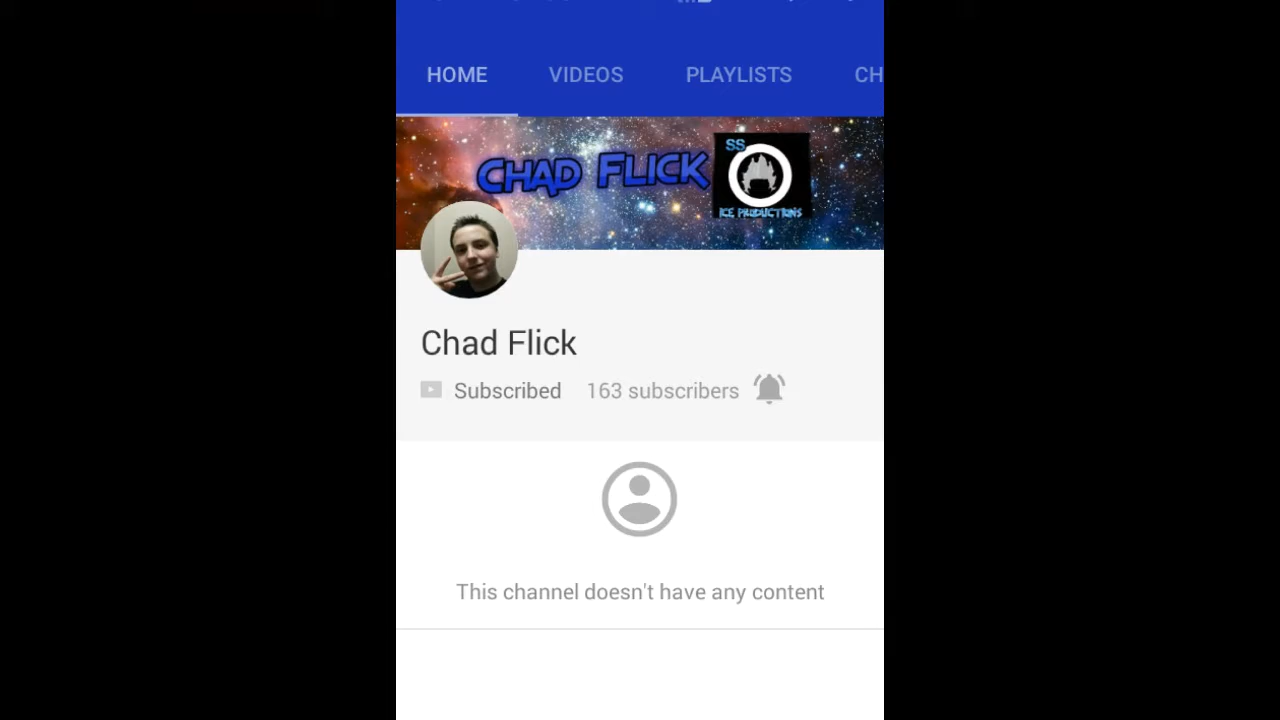 HOME VIDEOS PLAYLISTS CH
CHAD FLICK
SS
ICE PRODUCTIONS
Chad Flick
Subscribed 163 subscribers
This channel doesn't have any content